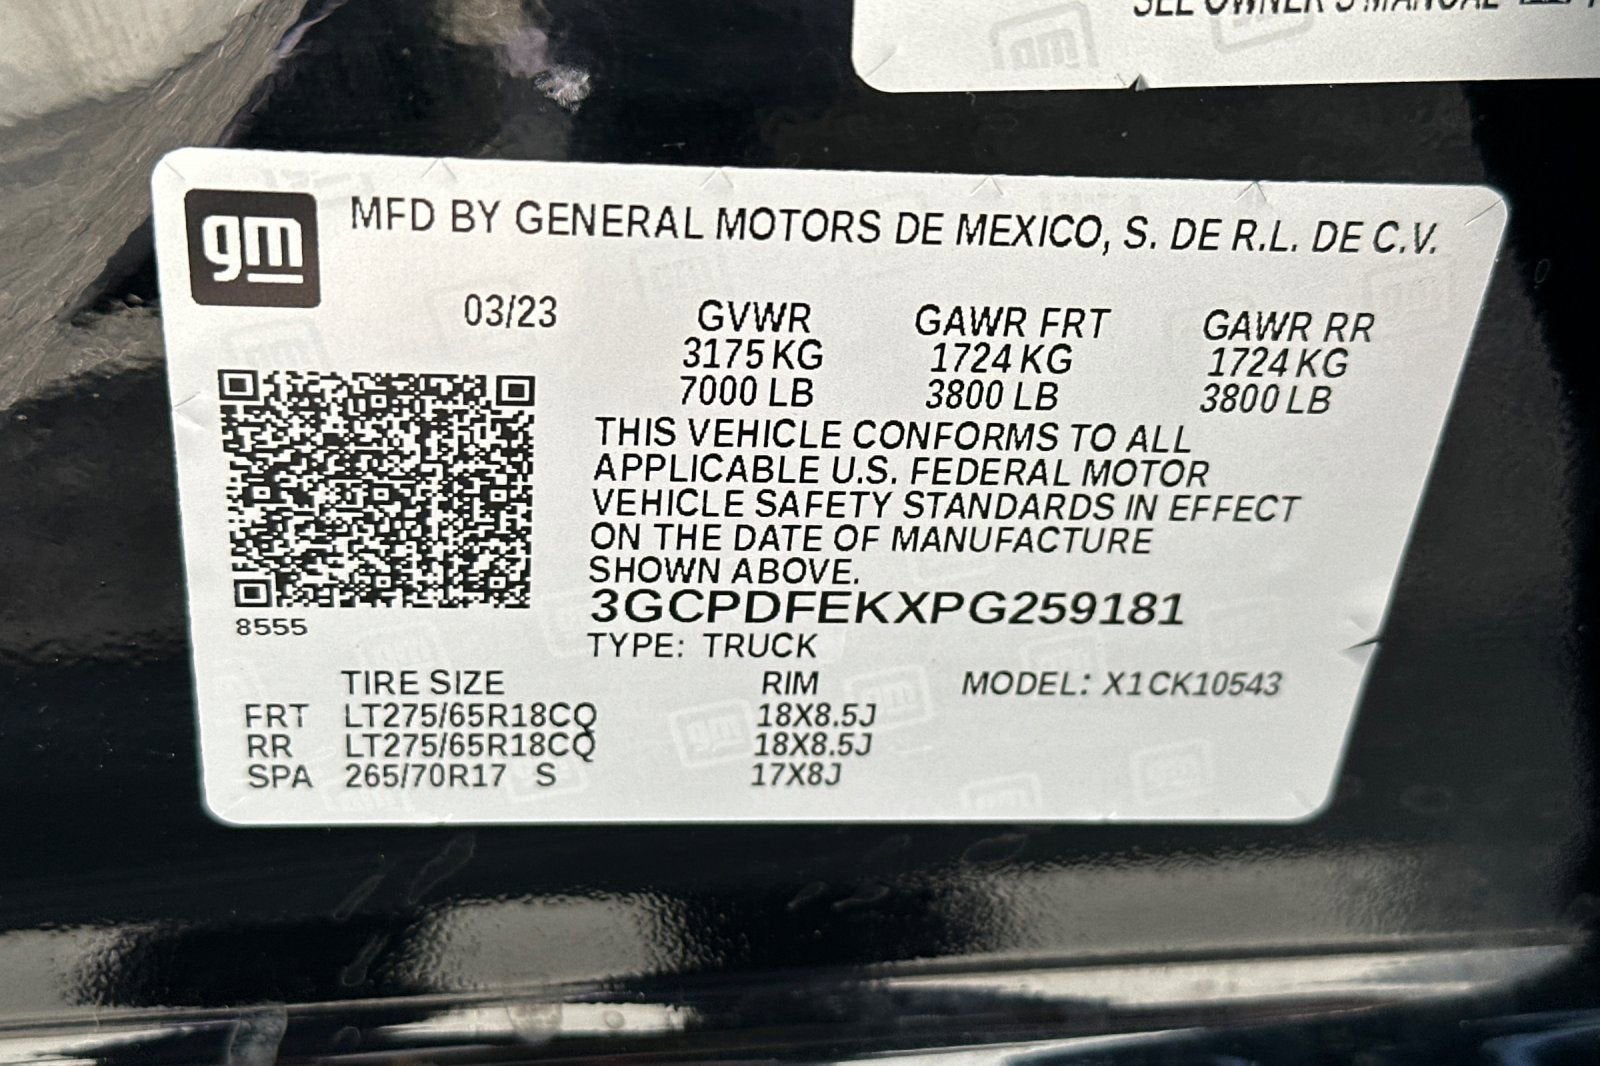 SEE OWNER'S MANUAL
gm
MFD BY GENERAL MOTORS DE MEXICO, S. DE R.L. DE C.V.
03/23 GVWR GAWR FRT GAWR RR
3175 KG 1724 KG 1724 KG
7000 LB 3800 LB 3800 LB
THIS VEHICLE CONFORMS TO ALL
APPLICABLE U.S. FEDERAL MOTOR
VEHICLE SAFETY STANDARDS IN EFFECT
ON THE DATE OF MANUFACTURE
SHOWN ABOVE.
3GCPDFEKXPG259181
8555
TYPE: TRUCK
TIRE SIZE RIM MODEL: X1CK10543
FRT LT275/65R18CQ 18X8.5J
RR LT275/65R18CQ 18X8.5J
SPA 265/70R17 S 17X8J